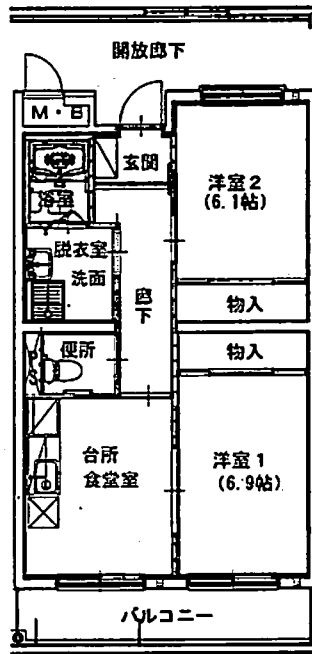 開放廊下
M・B
玄関
浴室
洋室2
(6.1帖)
脱衣室
洗面
廊下
物入
便所
物入
台所
食堂室
洋室1
(6.9帖)
バルコニー